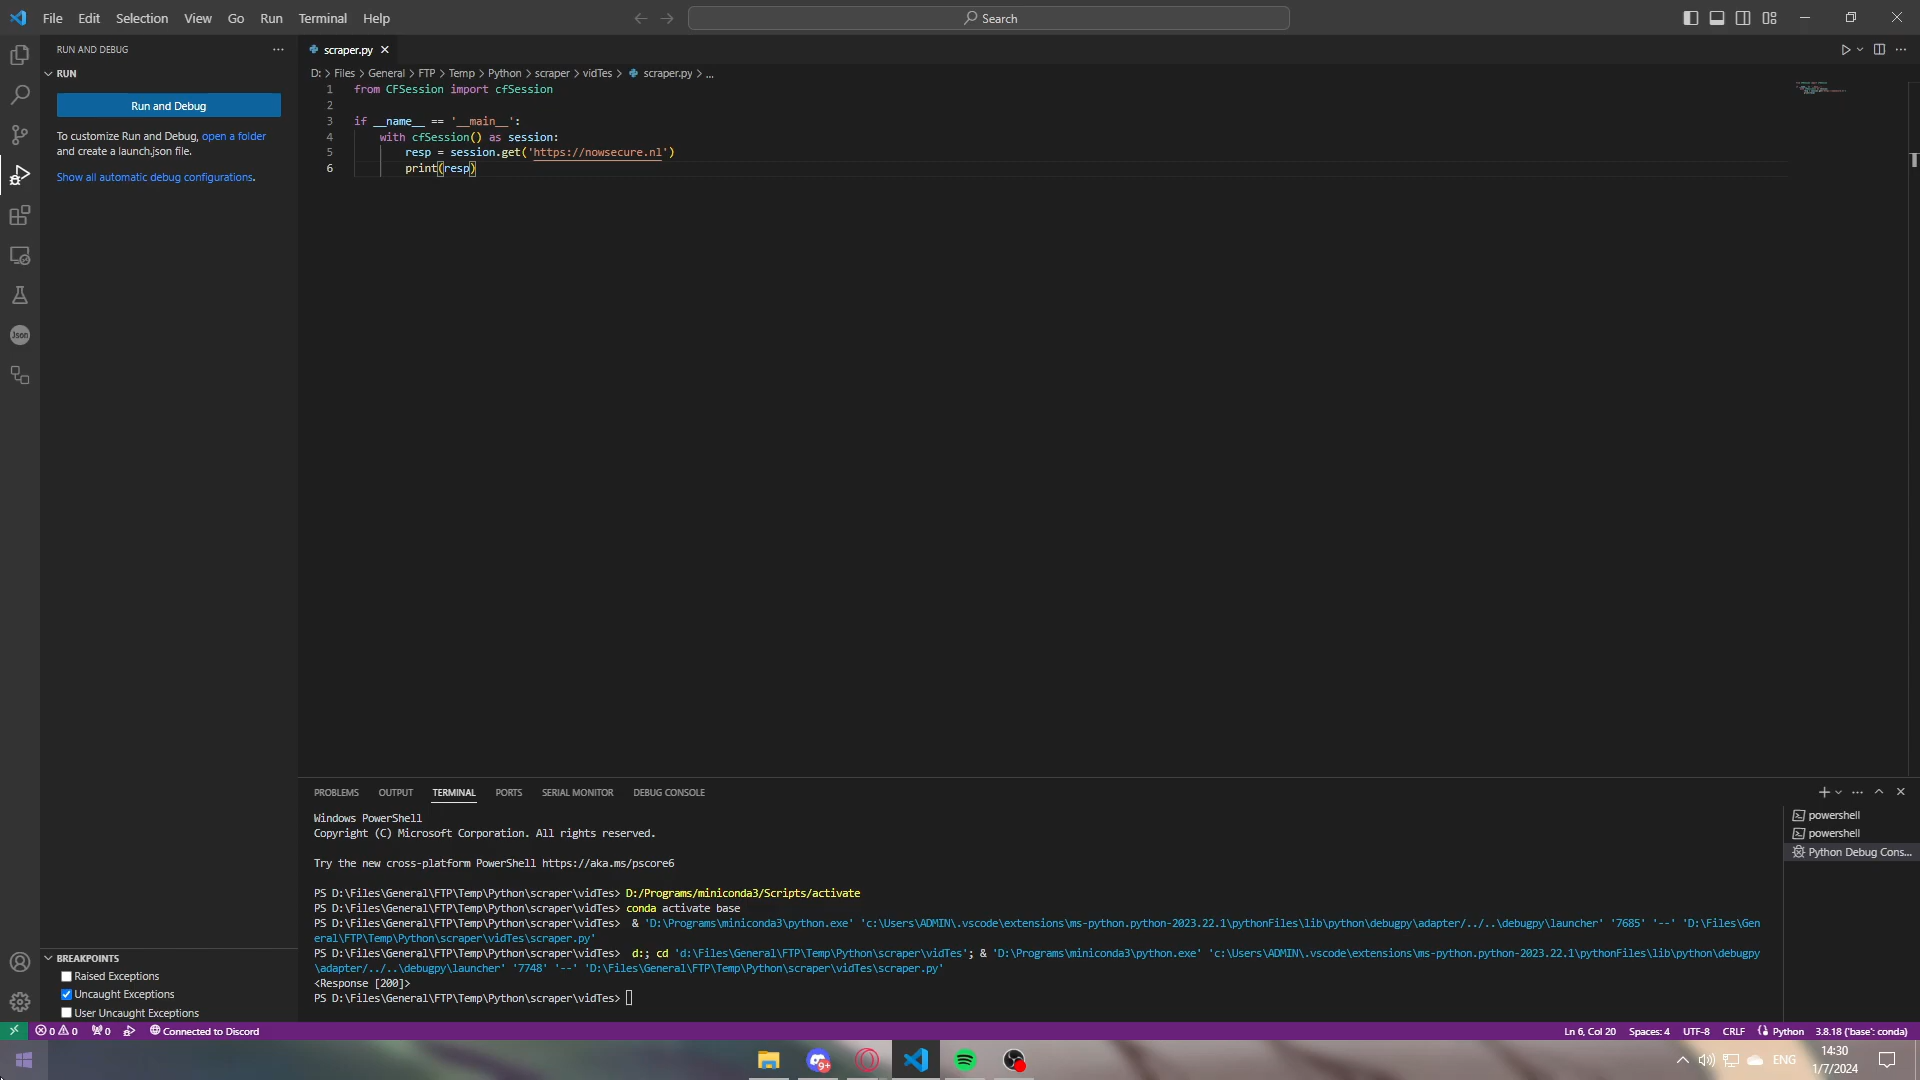 File Edit Selection View Go Run Terminal Help
Search
RUN AND DEBUG
scraper.py
RUN
D: > Files > General > FTP > Temp > Python > scraper > vidTes > scraper.py > ...
Run and Debug
To customize Run and Debug, open a folder
and create a launch.json file.
Show all automatic debug configurations.
1 from CFSession import cfSession
2
3 if __name__ == '__main__':
4 with cfSession() as session:
5 resp = session.get('https://nowsecure.nl')
6 print(resp)
Json
PROBLEMS OUTPUT TERMINAL PORTS SERIAL MONITOR DEBUG CONSOLE
Windows PowerShell
Copyright (C) Microsoft Corporation. All rights reserved.
Try the new cross-platform PowerShell https://aka.ms/pscore6
PS D:\Files\General\FTP\Temp\Python\scraper\vidTes> D:/Programs/miniconda3/Scripts/activate
PS D:\Files\General\FTP\Temp\Python\scraper\vidTes> conda activate base
PS D:\Files\General\FTP\Temp\Python\scraper\vidTes> & 'D:\Programs\miniconda3\python.exe' 'c:\Users\ADMIN\.vscode\extensions\ms-python.python-2023.22.1\pythonFiles\lib\python\debugpy\adapter/../..\debugpy\launcher' '7685' '--' 'D:\Files\Gen
eral\FTP\Temp\Python\scraper\vidTes\scraper.py'
PS D:\Files\General\FTP\Temp\Python\scraper\vidTes> d:; cd 'd:\Files\General\FTP\Temp\Python\scraper\vidTes'; & 'D:\Programs\miniconda3\python.exe' 'c:\Users\ADMIN\.vscode\extensions\ms-python.python-2023.22.1\pythonFiles\lib\python\debugpy
\adapter/../..\debugpy\launcher' '7748' '--' 'D:\Files\General\FTP\Temp\Python\scraper\vidTes\scraper.py'
<Response [200]>
PS D:\Files\General\FTP\Temp\Python\scraper\vidTes>
powershell
powershell
Python Debug Cons...
BREAKPOINTS
Raised Exceptions
Uncaught Exceptions
User Uncaught Exceptions
0 0 0 Connected to Discord
Ln 6, Col 20 Spaces: 4 UTF-8 CRLF Python 3.8.18 ('base': conda)
9+
ENG
14:30
1/7/2024